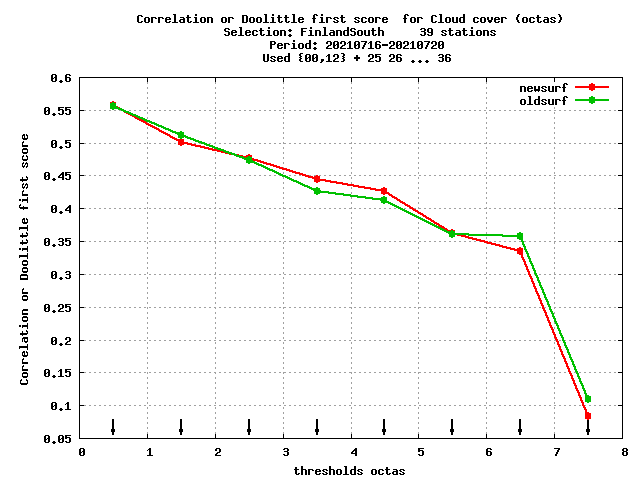 Correlation or Doolittle first score  for Cloud cover (octas)
Selection: FinlandSouth     39 stations
Period: 20210716-20210720
Used {00,12} + 25 26 ... 36
newsurf
oldsurf
0.6
0.55
0.5
0.45
0.4
0.35
0.3
0.25
0.2
0.15
0.1
0.05
Correlation or Doolittle first score
0 1 2 3 4 5 6 7 8
thresholds octas